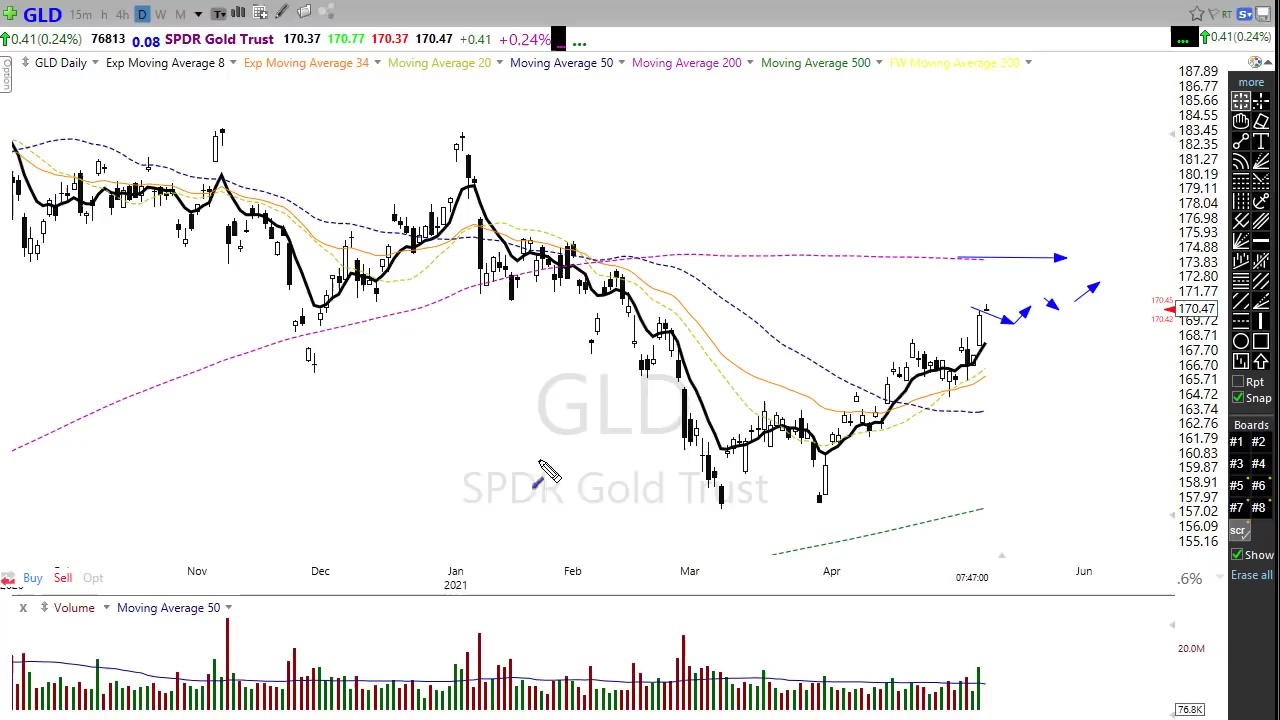 GLD 15m h 4h D W M T
RT S
0.41(0.24%) 76813 0.08 SPDR Gold Trust 170.37 170.77 170.37 170.47 +0.41 +0.24% ... ... 0.41(0.24%)
Option GLD Daily Exp Moving Average 8 Exp Moving Average 34 Moving Average 20 Moving Average 50 Moving Average 200 Moving Average 500 FW Moving Average 200
187.89
186.77
185.66
184.55
183.45
182.35
181.27
180.19
179.11
178.04
176.98
175.93
174.88
173.83
172.80
171.77
170.45
170.47
170.42
169.72
168.71
167.70
166.70
165.71
164.72
163.74
162.76
161.79
160.83
159.87
158.91
157.97
157.02
156.09
155.16
more
T
Rpt
Snap
Boards
#1 #2
#3 #4
#5 #6
#7 #8
scr
Show
Erase all
GLD
SPDR Gold Trust
Nov Dec Jan Feb Mar Apr Jun
2021
07:47:00
Buy Sell Opt
.6%
X Volume Moving Average 50
20.0M
76.8K